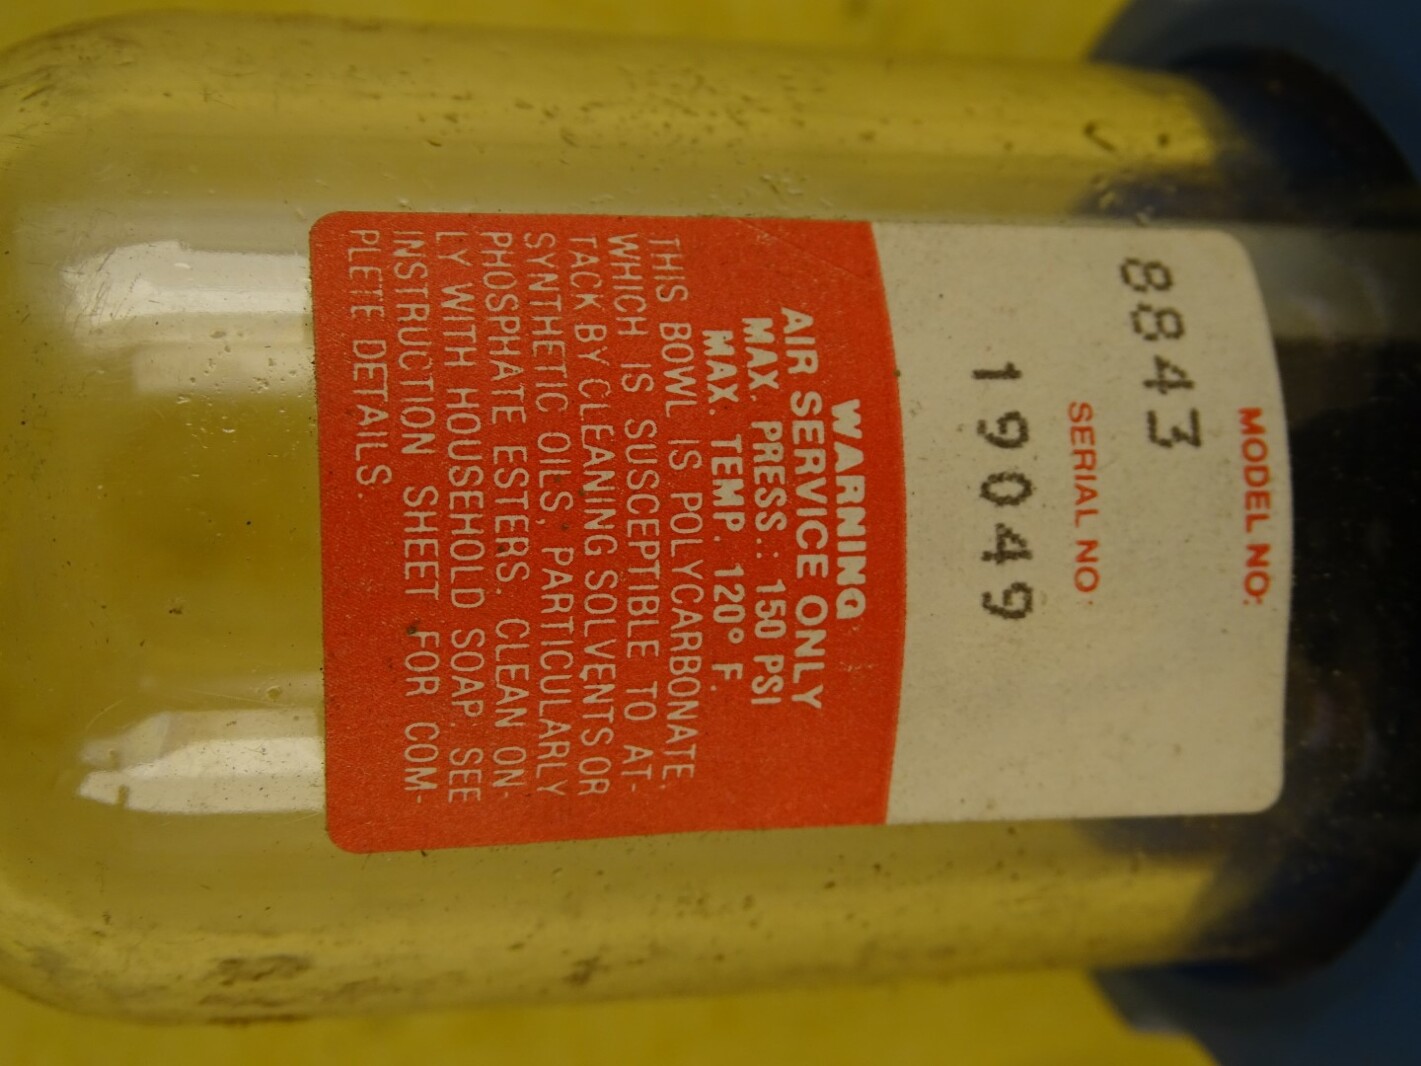 MODEL NO:
8843
SERIAL NO:
19049
WARNING
AIR SERVICE ONLY
MAX. PRESS.: 150 PSI
MAX. TEMP. 120° F.
THIS BOWL IS POLYCARBONATE
WHICH IS SUSCEPTIBLE TO AT-
TACK BY CLEANING SOLVENTS OR
SYNTHETIC OILS, PARTICULARLY
PHOSPHATE ESTERS. CLEAN ON-
LY WITH HOUSEHOLD SOAP. SEE
INSTRUCTION SHEET FOR COM-
PLETE DETAILS.